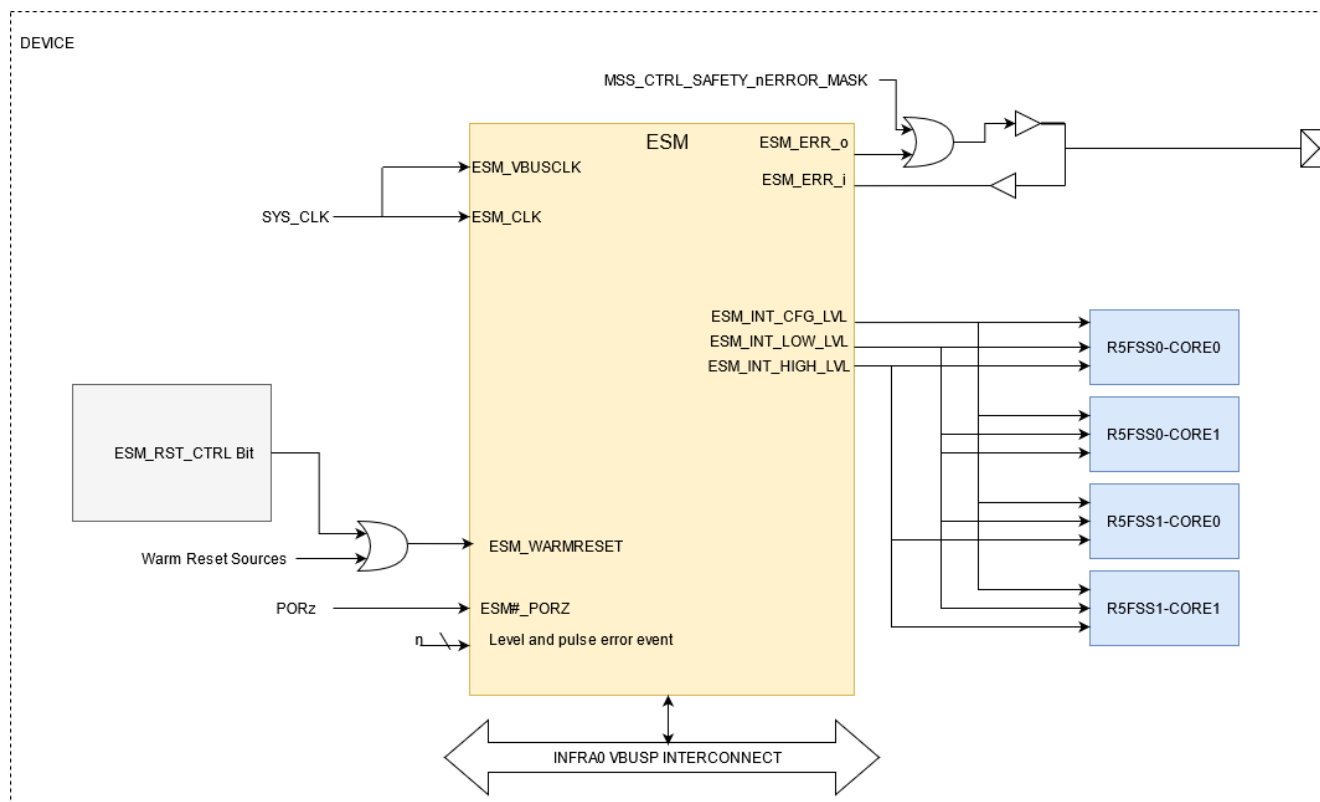 DEVICE
MSS_CTRL_SAFETY_nERROR_MASK
ESM
ESM_ERR_o
ESM_VBUSCLK
ESM_ERR_i
SYS_CLK
ESM_CLK
ESM_INT_CFG_LVL
ESM_INT_LOW_LVL
ESM_INT_HIGH_LVL
R5FSS0-CORE0
R5FSS0-CORE1
ESM_RST_CTRL Bit
R5FSS1-CORE0
Warm Reset Sources
ESM_WARMRESET
PORz
ESM#_PORZ
R5FSS1-CORE1
n
Level and pulse error event
INFRA0 VBUSP INTERCONNECT